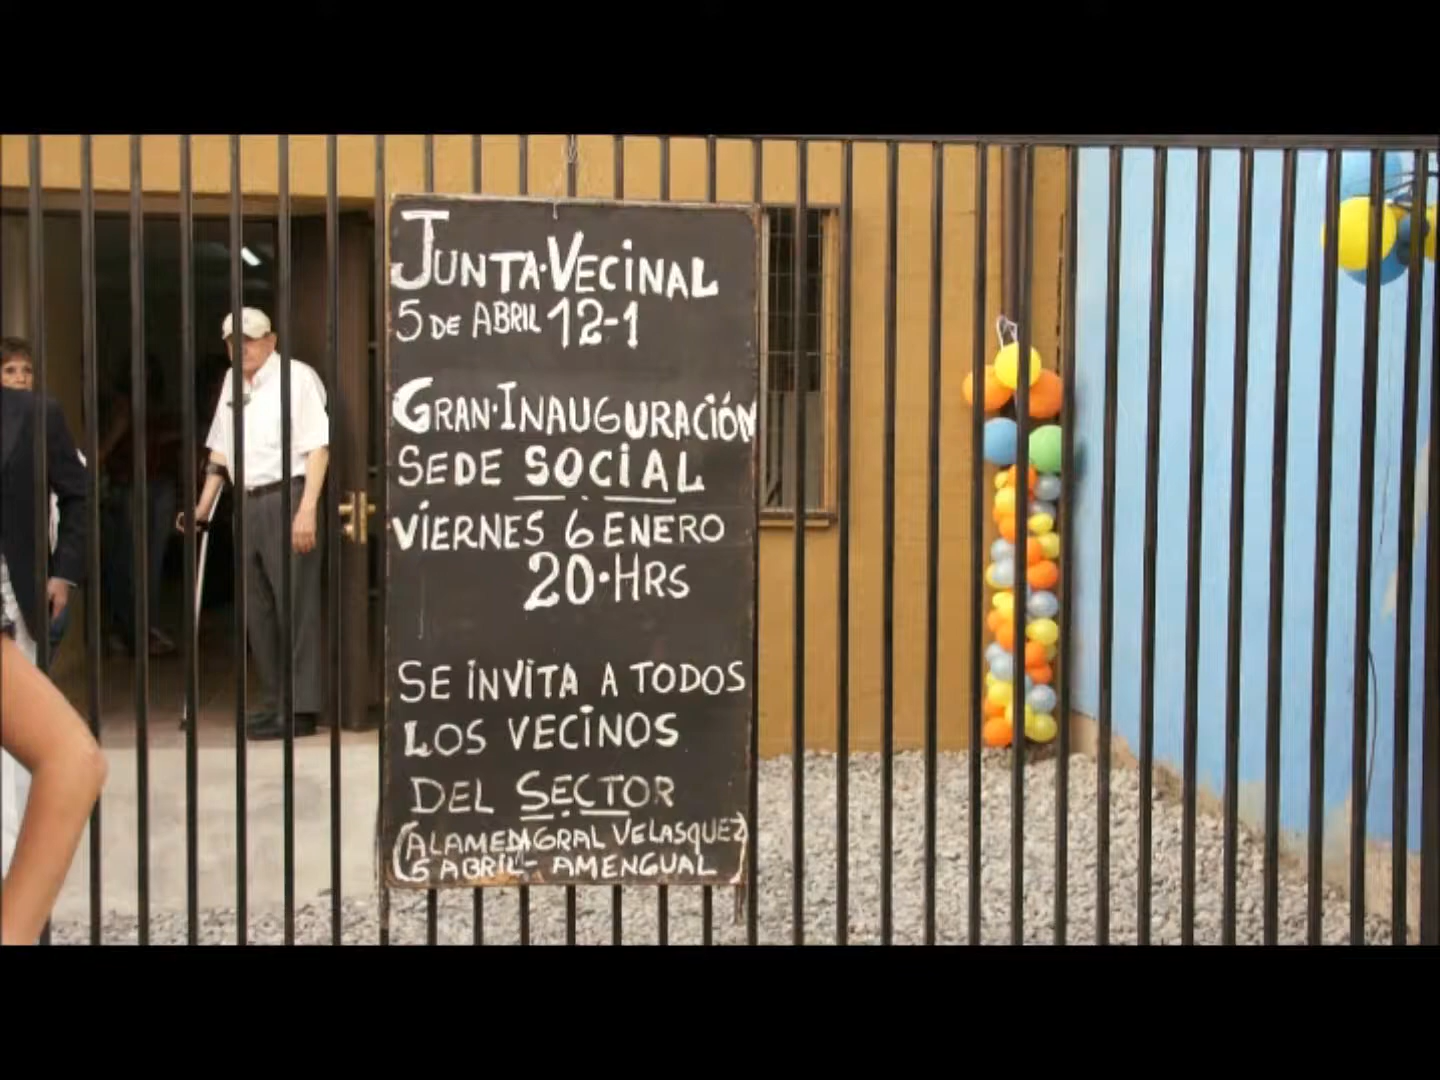 JUNTA·VECINAL
5 DE ABRIL 12-1
GRAN·INAUGURACIÓN
SEDE SOCIAL
VIERNES 6 ENERO
20·HRS
SE INVITA A TODOS
LOS VECINOS
DEL SECTOR
(ALAMEDA GRAL VELASQUEZ
5 ABRIL - AMENGUAL)